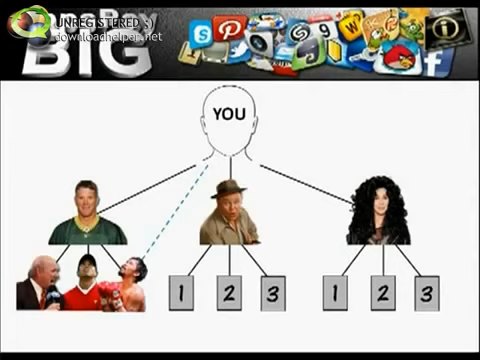 UNREGISTERED :)
downloadhelper.net
BIG
YOU
1 2 3 1 2 3